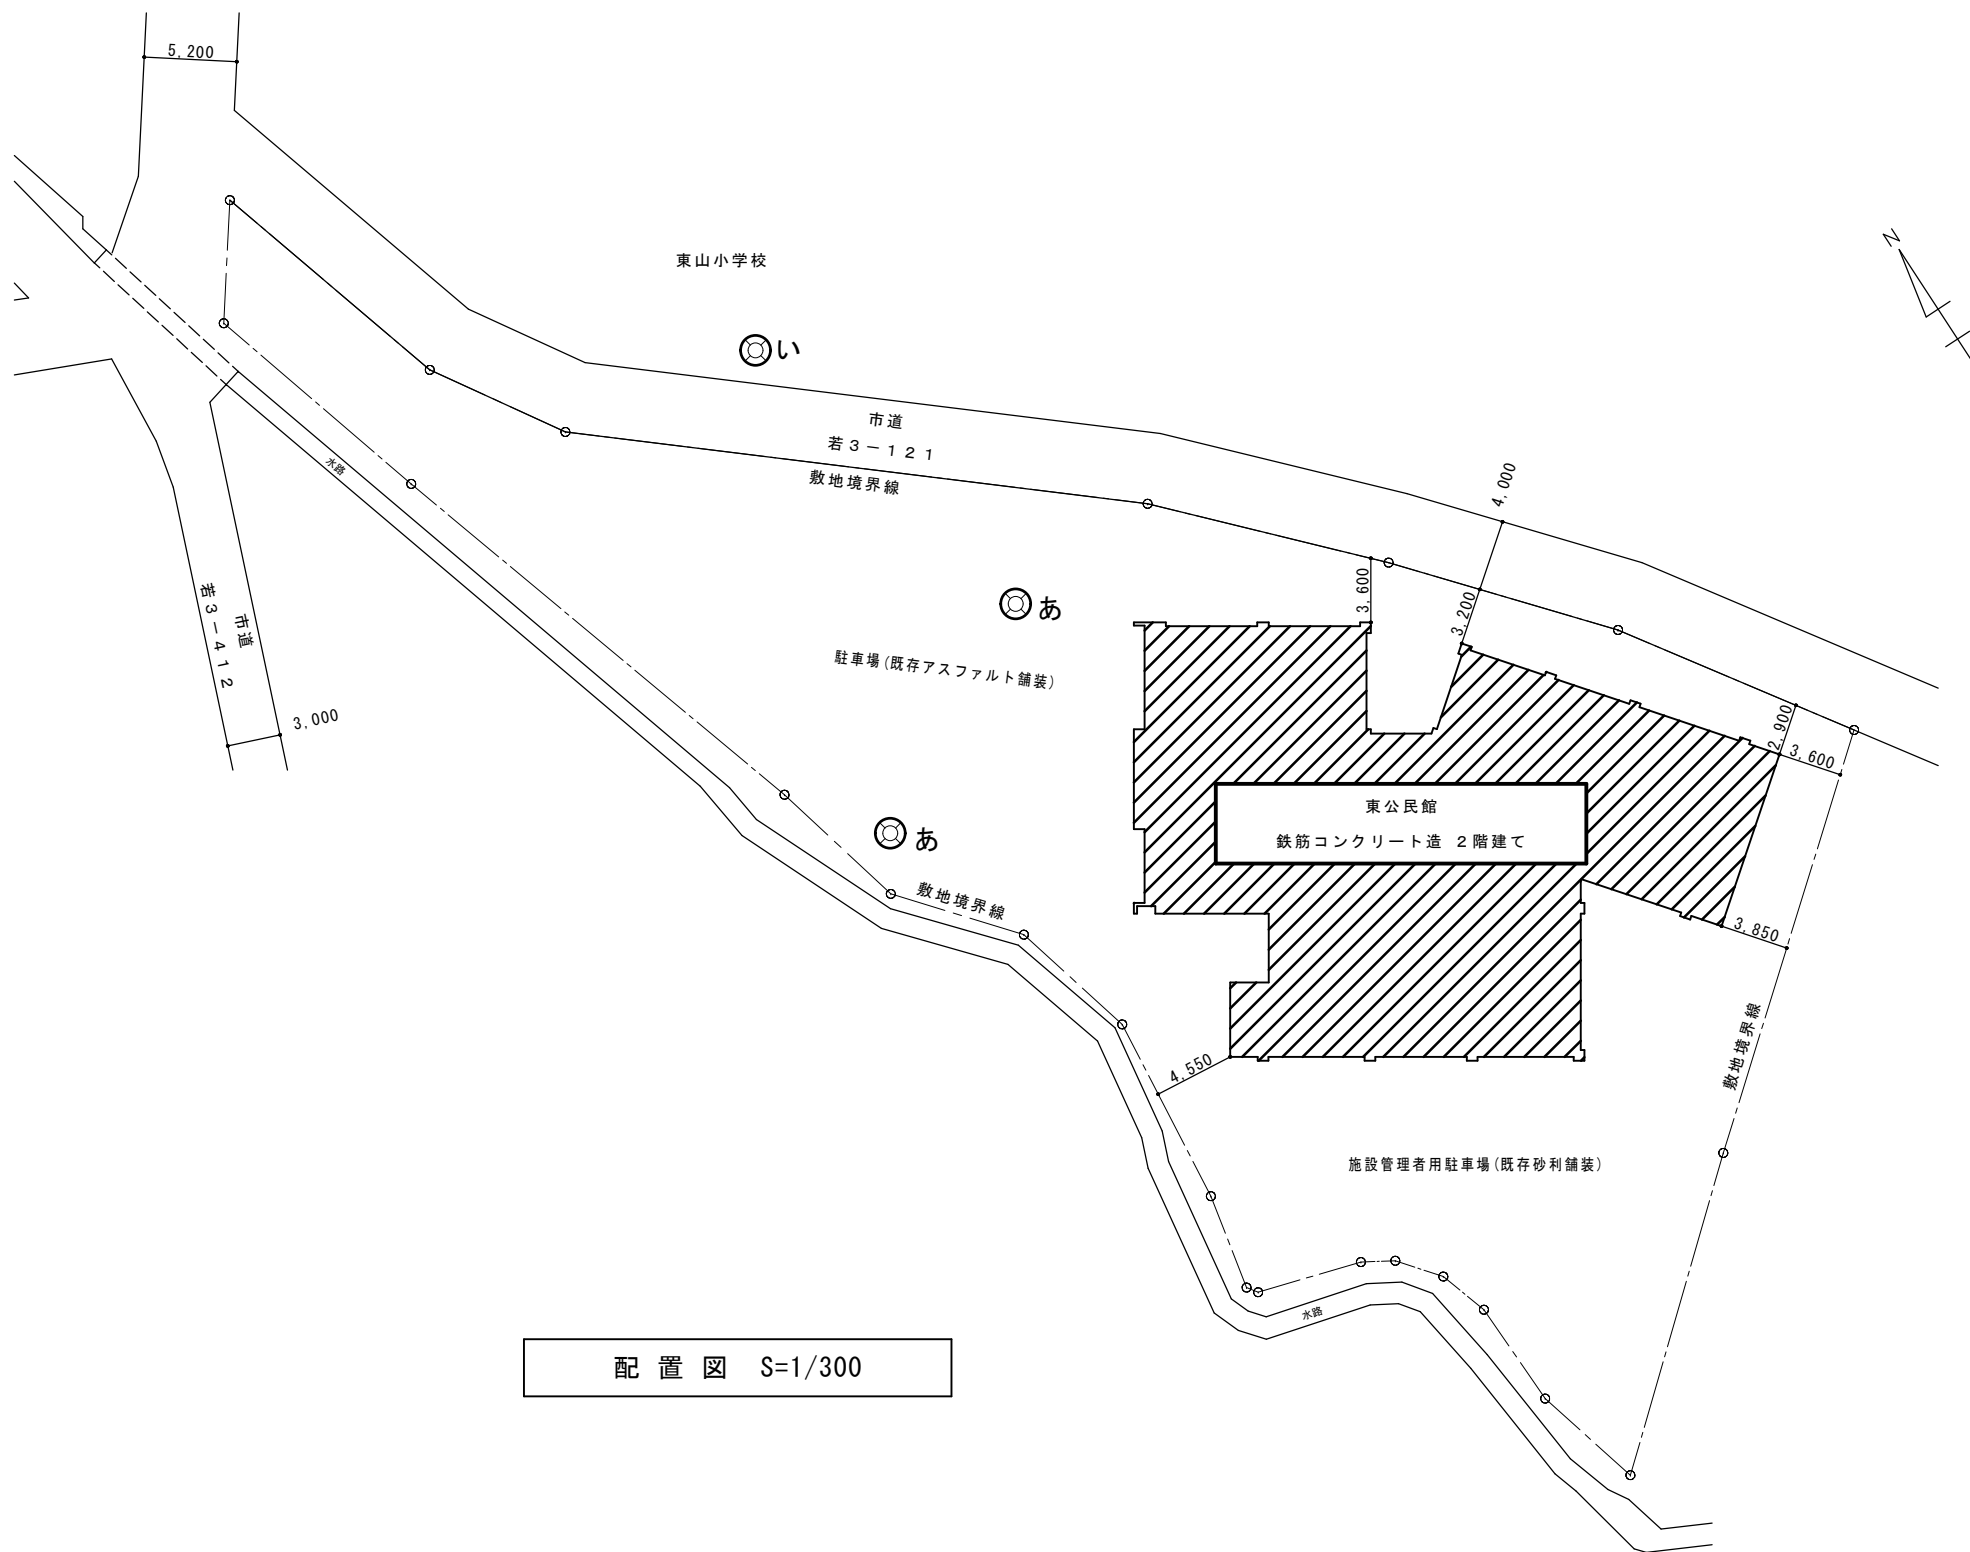 5,200
N
東山小学校
い
市道
若３－１２１
敷地境界線
4,000
水路
3,600
3,200
あ
市道
若３－４１２
駐車場(既存アスファルト舗装)
3,000
2,900
3,600
東公民館
鉄筋コンクリート造 ２階建て
あ
敷地境界線
3,850
4,550
敷地境界線
施設管理者用駐車場(既存砂利舗装)
水路
配 置 図 S=1/300